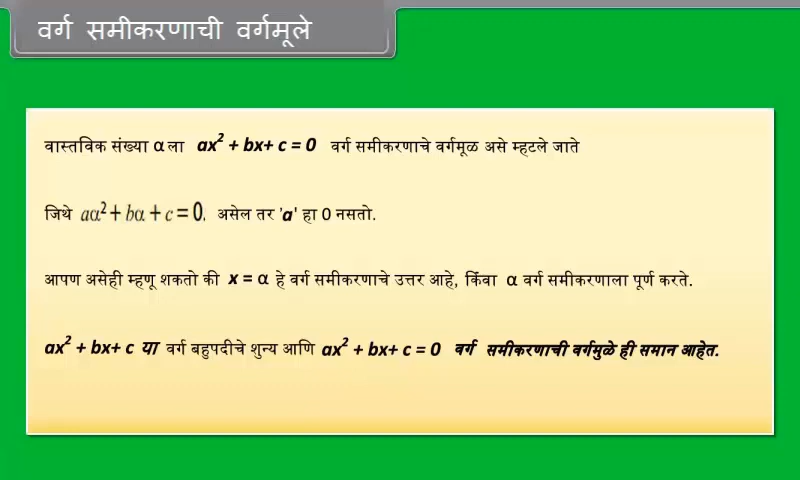 वर्ग समीकरणाची वर्गमूले
वास्तविक संख्या α ला ax² + bx+ c = 0 वर्ग समीकरणाचे वर्गमूळ असे म्हटले जाते
जिथे aα² + bα + c = 0. असेल तर 'a' हा 0 नसतो.
आपण असेही म्हणू शकतो की x = α हे वर्ग समीकरणाचे उत्तर आहे, किंवा α वर्ग समीकरणाला पूर्ण करते.
ax² + bx+ c या वर्ग बहुपदीचे शुन्य आणि ax² + bx+ c = 0 वर्ग समीकरणाची वर्गमुळे ही समान आहेत.